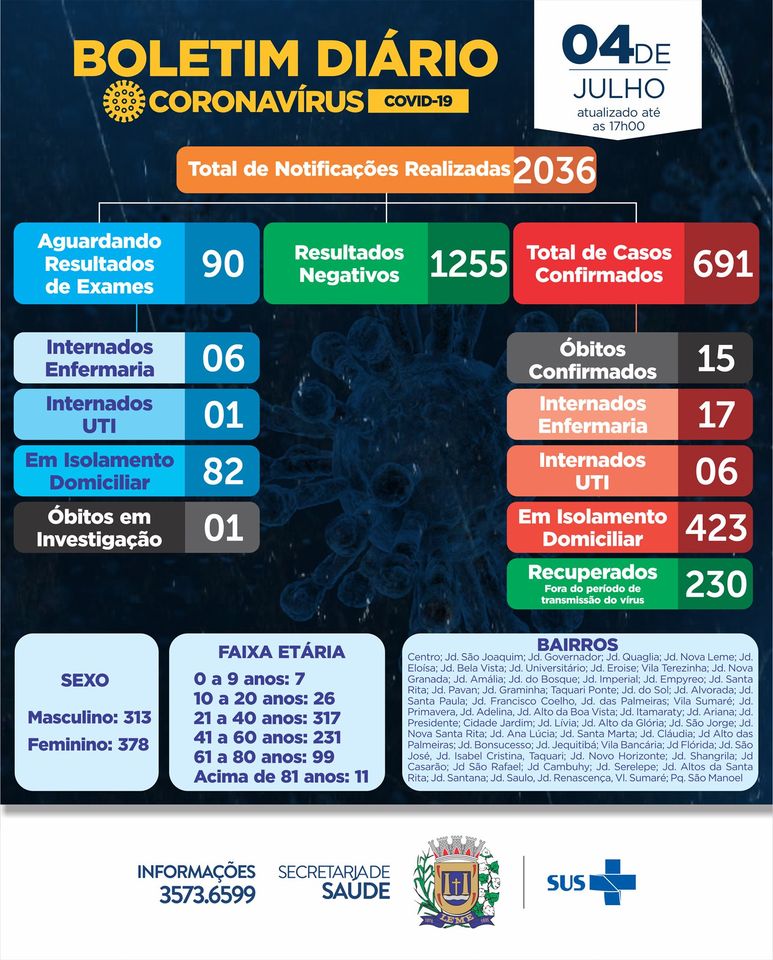 BOLETIM DIÁRIO
CORONAVÍRUS COVID-19
04 DE
JULHO
atualizado até
as 17h00
Total de Notificações Realizadas 2036
Aguardando
Resultados
de Exames
90
Resultados
Negativos
1255
Total de Casos
Confirmados
691
Internados
Enfermaria
06
Internados
UTI
01
Em Isolamento
Domiciliar
82
Óbitos em
Investigação
01
Óbitos
Confirmados
15
Internados
Enfermaria
17
Internados
UTI
06
Em Isolamento
Domiciliar
423
Recuperados
Fora do período de
transmissão do vírus
230
SEXO
Masculino: 313
Feminino: 378
FAIXA ETÁRIA
0 a 9 anos: 7
10 a 20 anos: 26
21 a 40 anos: 317
41 a 60 anos: 231
61 a 80 anos: 99
Acima de 81 anos: 11
BAIRROS
Centro; Jd. São Joaquim; Jd. Governador; Jd. Quaglia; Jd. Nova Leme; Jd.
Eloísa; Jd. Bela Vista; Jd. Universitário; Jd. Eroise; Vila Terezinha; Jd. Nova
Granada; Jd. Amália; Jd. do Bosque; Jd. Imperial; Jd. Empyreo; Jd. Santa
Rita; Jd. Pavan; Jd. Graminha; Taquari Ponte; Jd. do Sol; Jd. Alvorada; Jd.
Santa Paula; Jd. Francisco Coelho, Jd. das Palmeiras; Vila Sumaré; Jd.
Primavera, Jd. Adelina, Jd. Alto da Boa Vista; Jd. Itamaraty; Jd. Ariana; Jd.
Presidente; Cidade Jardim; Jd. Lívia; Jd. Alto da Glória; Jd. São Jorge; Jd.
Nova Santa Rita; Jd. Ana Lúcia; Jd. Santa Marta; Jd. Cláudia; Jd Alto das
Palmeiras; Jd. Bonsucesso; Jd. Jequitibá; Vila Bancária; Jd Flórida; Jd. São
José, Jd. Isabel Cristina, Taquari; Jd. Novo Horizonte; Jd. Shangrila; Jd
Casarão; Jd São Rafael; Jd Cambuhy; Jd. Serelepe; Jd. Altos da Santa
Rita; Jd. Santana; Jd. Saulo, Jd. Renascença, Vl. Sumaré; Pq. São Manoel
INFORMAÇÕES
3573.6599
SECRETARIA DE
SAÚDE
LEME
SUS